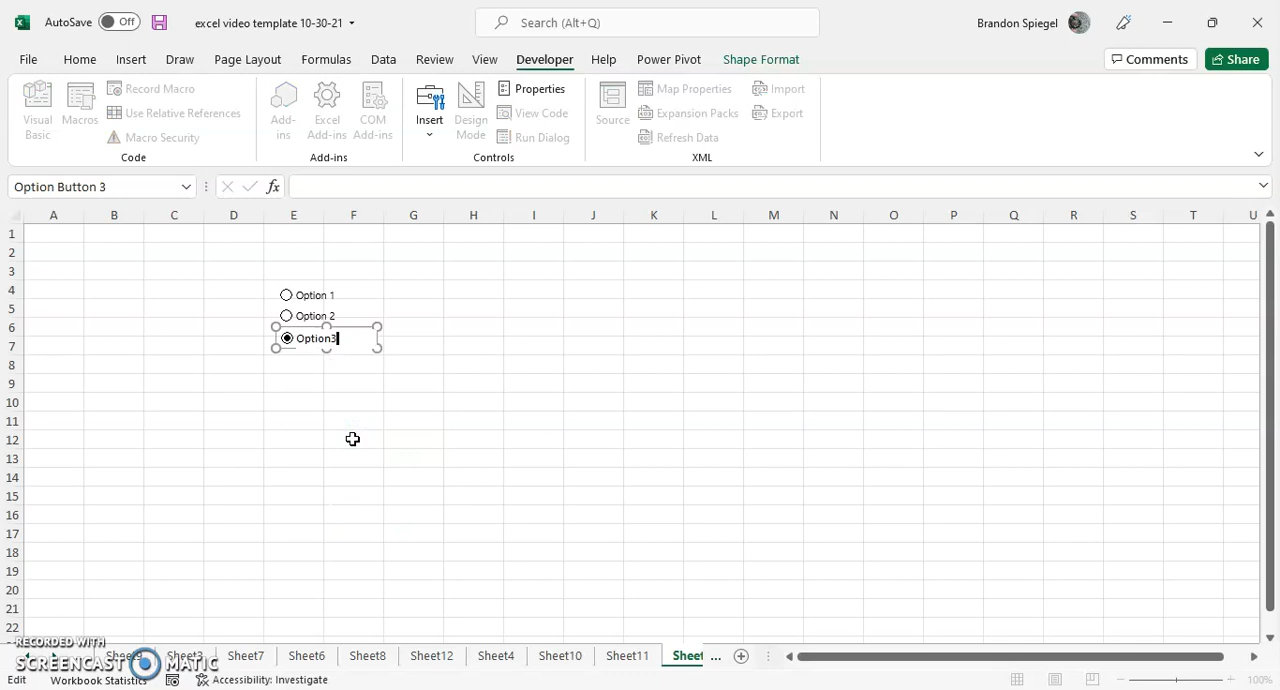 AutoSave Off excel video template 10-30-21 Search (Alt+Q) Brandon Spiegel
File Home Insert Draw Page Layout Formulas Data Review View Developer Help Power Pivot Shape Format Comments Share
Visual Basic Macros Record Macro Use Relative References Macro Security
Add-ins Excel Add-ins COM Add-ins
Insert Design Mode Properties View Code Run Dialog
Source Map Properties Expansion Packs Refresh Data Import Export
Code Add-ins Controls XML
Option Button 3 fx
A B C D E F G H I J K L M N O P Q R S T U
1
2
3
4 Option 1
5 Option 2
6
7 Option3
8
9
10
11
12
13
14
15
16
17
18
19
20
21
22
Sheet3 Sheet7 Sheet6 Sheet8 Sheet12 Sheet4 Sheet10 Sheet11 Sheet ...
RECORDED WITH
SCREENCAST MATIC
Edit Workbook Statistics Accessibility: Investigate 100%